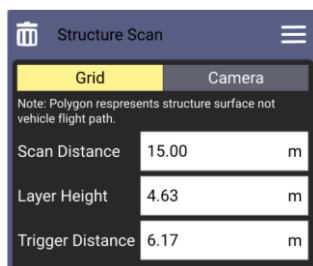 Structure Scan
Grid Camera
Note: Polygon respresents structure surface not
vehicle flight path.
Scan Distance 15.00 m
Layer Height 4.63 m
Trigger Distance 6.17 m